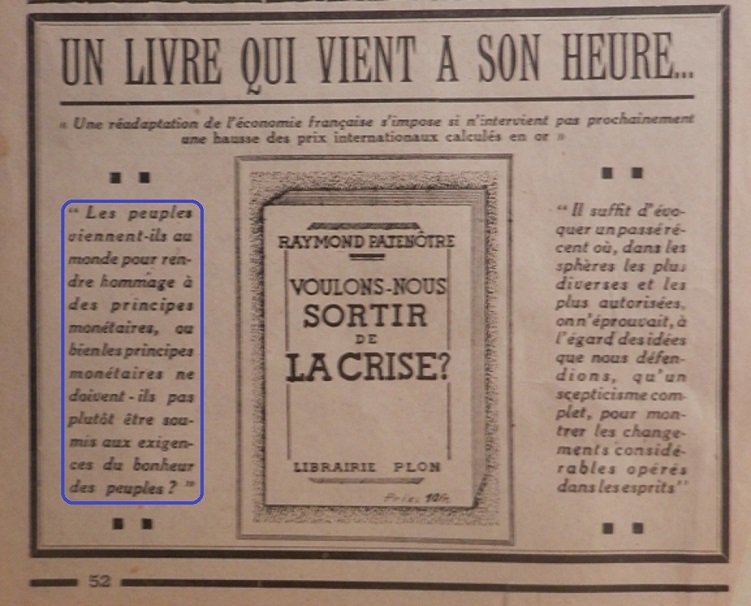 UN LIVRE QUI VIENT A SON HEURE...
« Une réadaptation de l'économie française s'impose si n'intervient pas prochainement
une hausse des prix internationaux calculés en or »
“ Les peuples
viennent-ils au
monde pour ren-
dre hommage à
des principes
monétaires, ou
bien les principes
monétaires ne
doivent-ils pas
plutôt être sou-
mis aux exigen-
ces du bonheur
des peuples ? ”
RAYMOND PATENÔTRE
VOULONS-NOUS
SORTIR
DE
LA CRISE?
LIBRAIRIE PLON
Prix: 10fr.
“ Il suffit d'évo-
quer un passé ré-
cent où, dans les
sphères les plus
diverses et les
plus autorisées,
on n'éprouvait, à
l'égard des idées
que nous défen-
dions, qu'un
scepticisme com-
plet, pour mon-
trer les change-
ments considé-
rables opérés
dans les esprits”
52